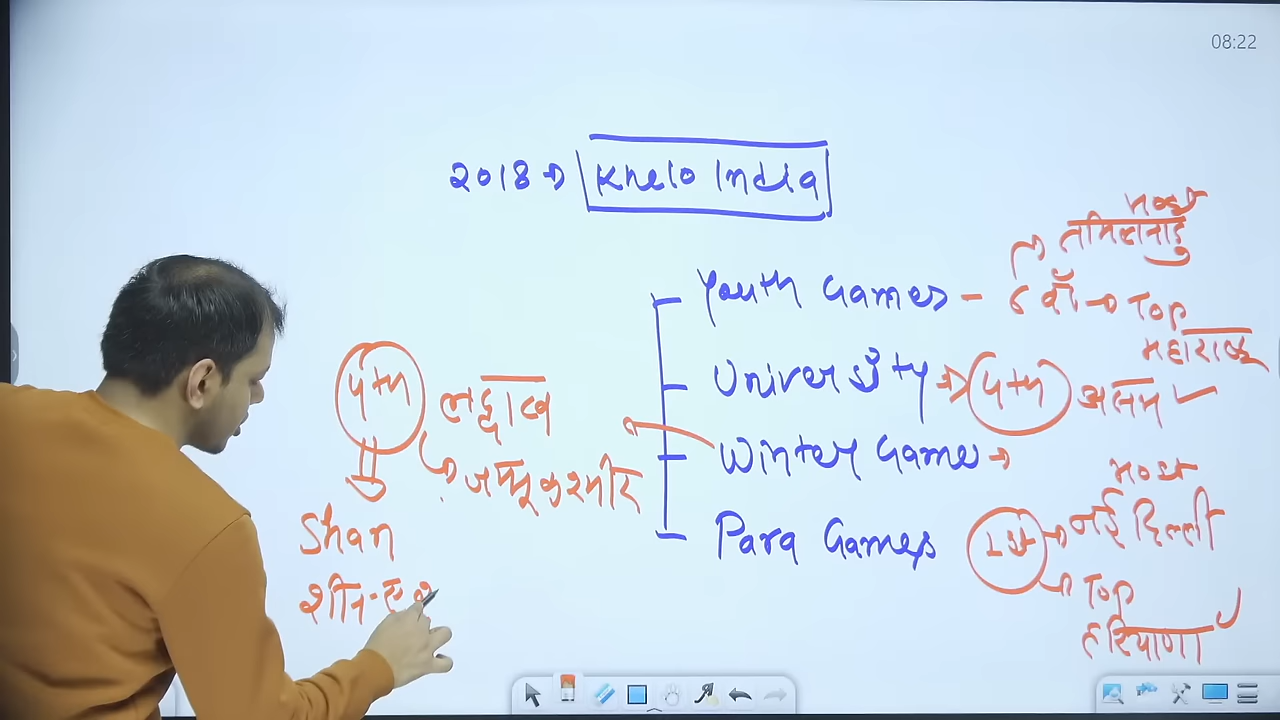 08:22
2018 → Khelo India
Host
तमिलनाडु
Youth Games - 6वाँ → Top
महाराष्ट्र
University → 4th असम ✓
4th लद्दाख
→ जम्मू कश्मीर
Winter Game →
Host
Para Games 1st → नई दिल्ली
→ Top
हरियाणा
Shan
शीन-ए